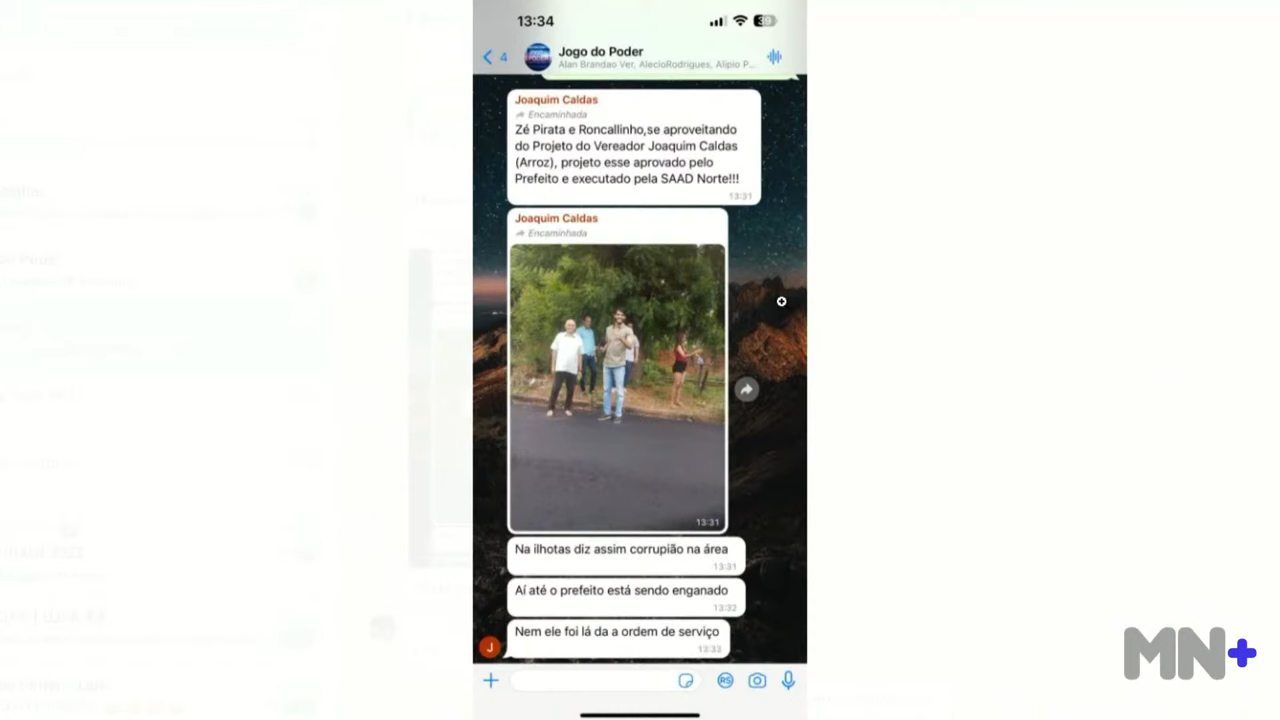 13:34
39
4
Jogo do Poder
Alan Brandao Ver, AlecioRodrigues, Alípio P...
Joaquim Caldas
Encaminhada
Zé Pirata e Roncallinho,se aproveitando
do Projeto do Vereador Joaquim Caldas
(Arroz), projeto esse aprovado pelo
Prefeito e executado pela SAAD Norte!!!
13:31
Joaquim Caldas
Encaminhada
13:31
Na ilhotas diz assim corrupião na área
13:31
Aí até o prefeito está sendo enganado
13:32
Nem ele foi lá da a ordem de serviço
13:33
J
MN+